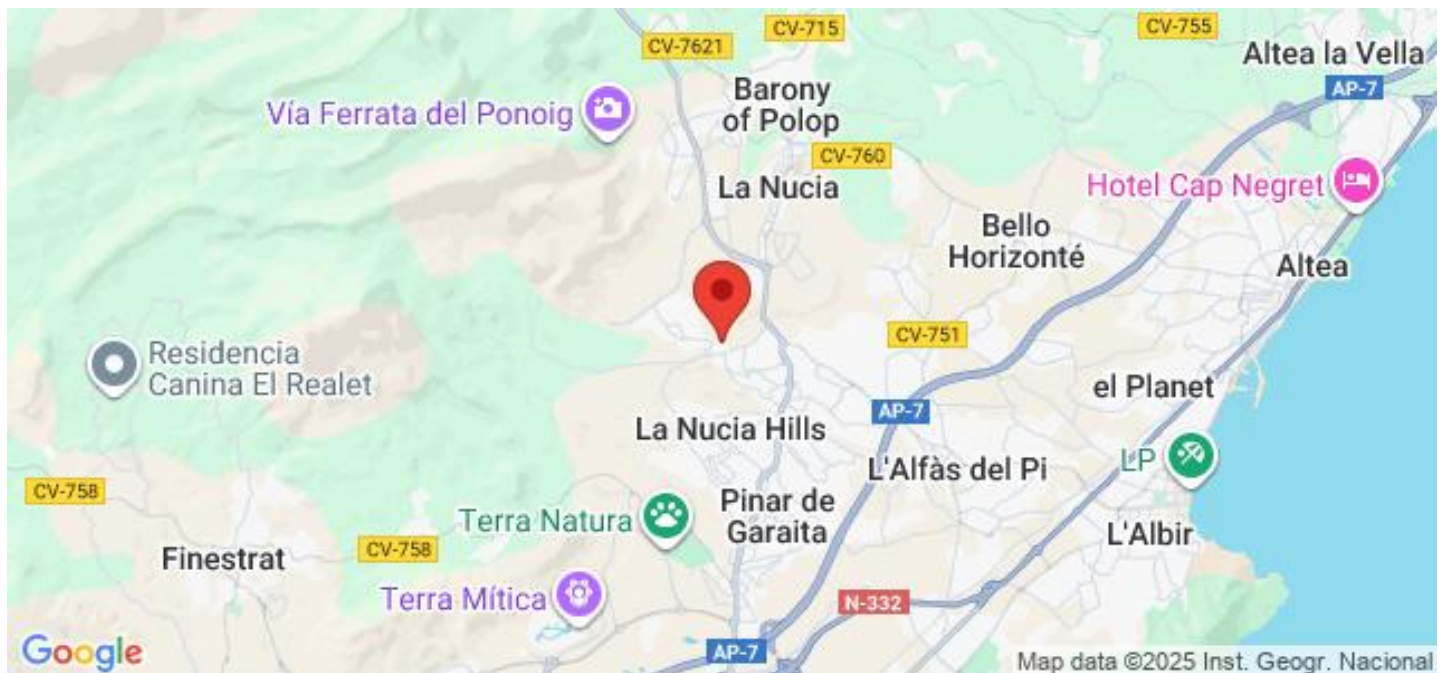 CV-715
CV-755
CV-7621
Altea la Vella
AP-7
Vía Ferrata del Ponoig
Barony
of Polop
CV-760
La Nucia
Hotel Cap Negret
Bello
Horizonté
Altea
CV-751
Residencia
Canina El Realet
el Planet
AP-7
La Nucia Hills
LP
L'Alfàs del Pi
CV-758
Pinar de
Garaita
Terra Natura
L'Albir
Finestrat
CV-758
Terra Mítica
N-332
AP-7
Google
Map data ©2025 Inst. Geogr. Nacional